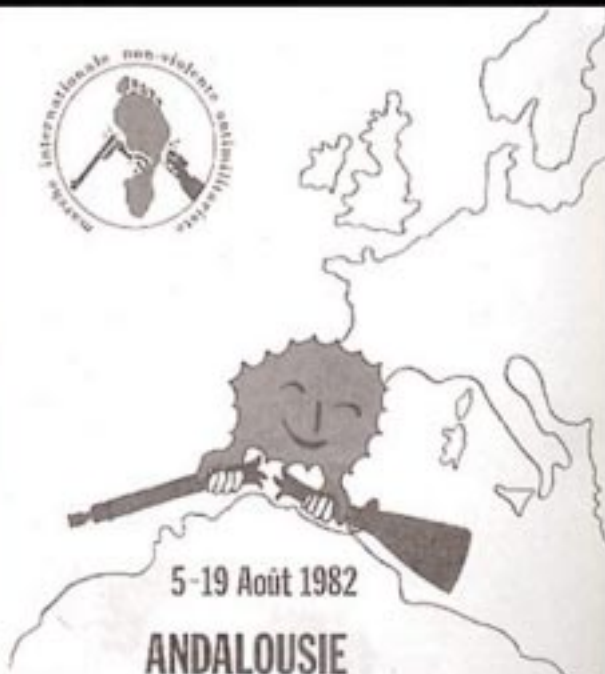 marche internationale non-violente antimilitariste
5-19 Août 1982
ANDALOUSIE